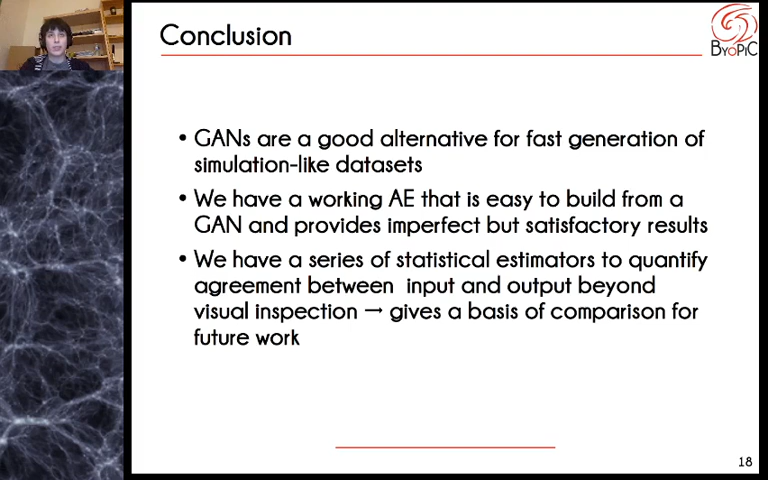 Conclusion
ByoPiC
• GANs are a good alternative for fast generation of
simulation-like datasets
• We have a working AE that is easy to build from a
GAN and provides imperfect but satisfactory results
• We have a series of statistical estimators to quantify
agreement between input and output beyond
visual inspection → gives a basis of comparison for
future work
18